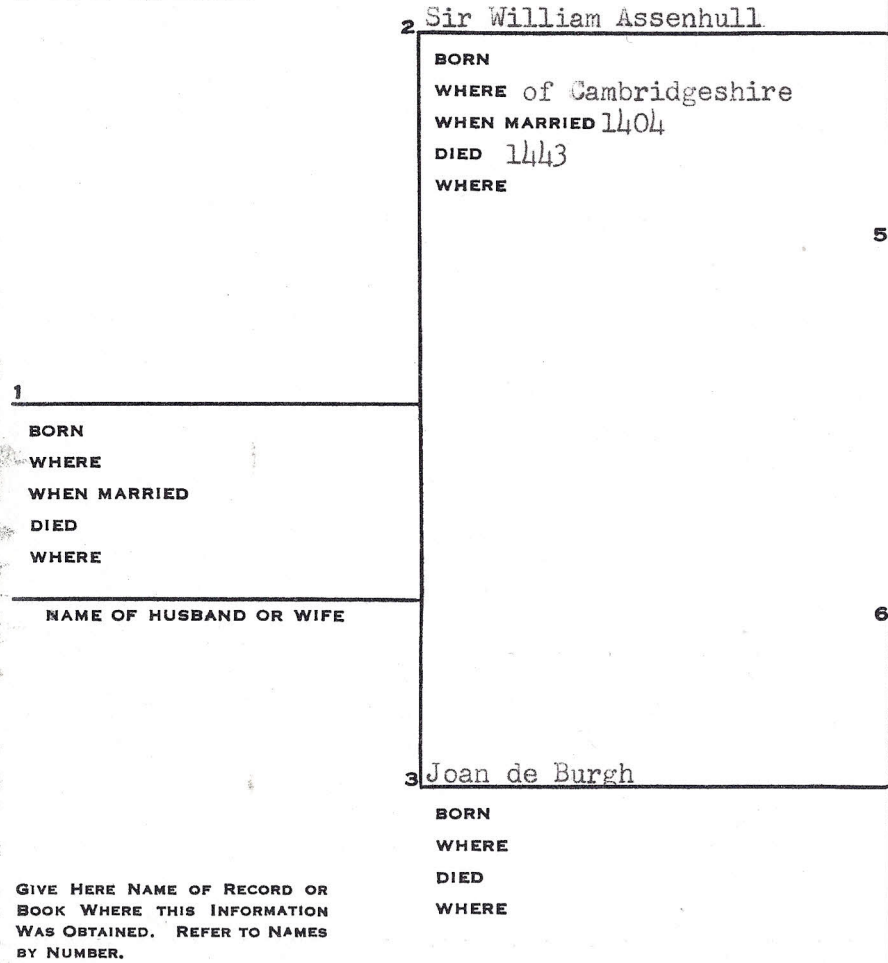 2 Sir William Assenhull
BORN
WHERE of Cambridgeshire
WHEN MARRIED 1404
DIED 1443
WHERE
5
1
BORN
WHERE
WHEN MARRIED
DIED
WHERE
NAME OF HUSBAND OR WIFE
6
3 Joan de Burgh
BORN
WHERE
DIED
WHERE
GIVE HERE NAME OF RECORD OR
BOOK WHERE THIS INFORMATION
WAS OBTAINED. REFER TO NAMES
BY NUMBER.